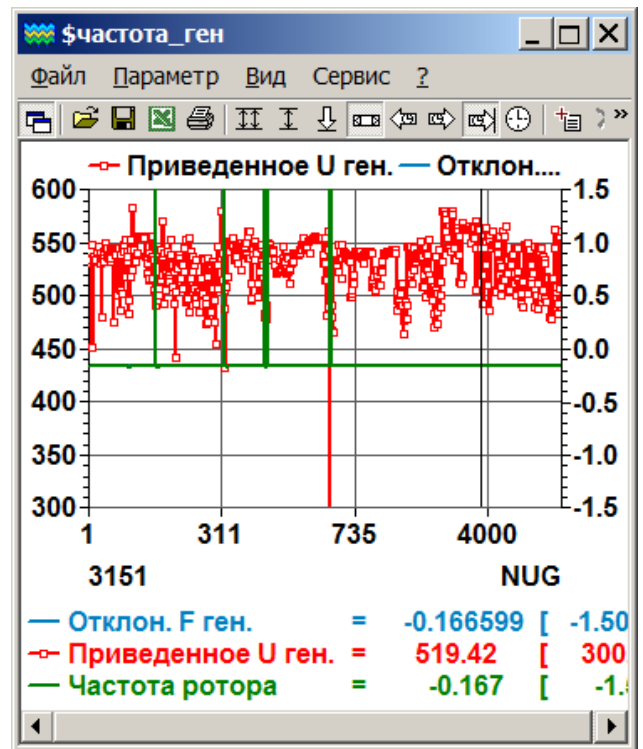 $частота_ген
Файл Параметр Вид Сервис ?
Приведенное U ген. Отклон....
600 1.5
550 1.0
500 0.5
450 0.0
400 -0.5
350 -1.0
300 -1.5
1 311 735 4000
3151 NUG
Отклон. F ген. = -0.166599 [ -1.50
Приведенное U ген. = 519.42 [ 300.
Частота ротора = -0.167 [ -1.5